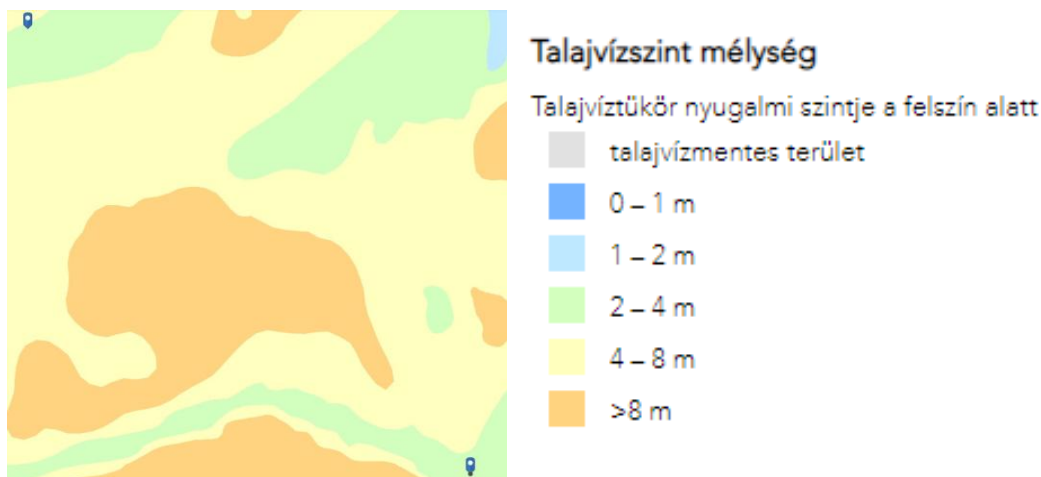 Talajvízszint mélység
Talajvíztükör nyugalmi szintje a felszín alatt
talajvízmentes terület
0 – 1 m
1 – 2 m
2 – 4 m
4 – 8 m
>8 m